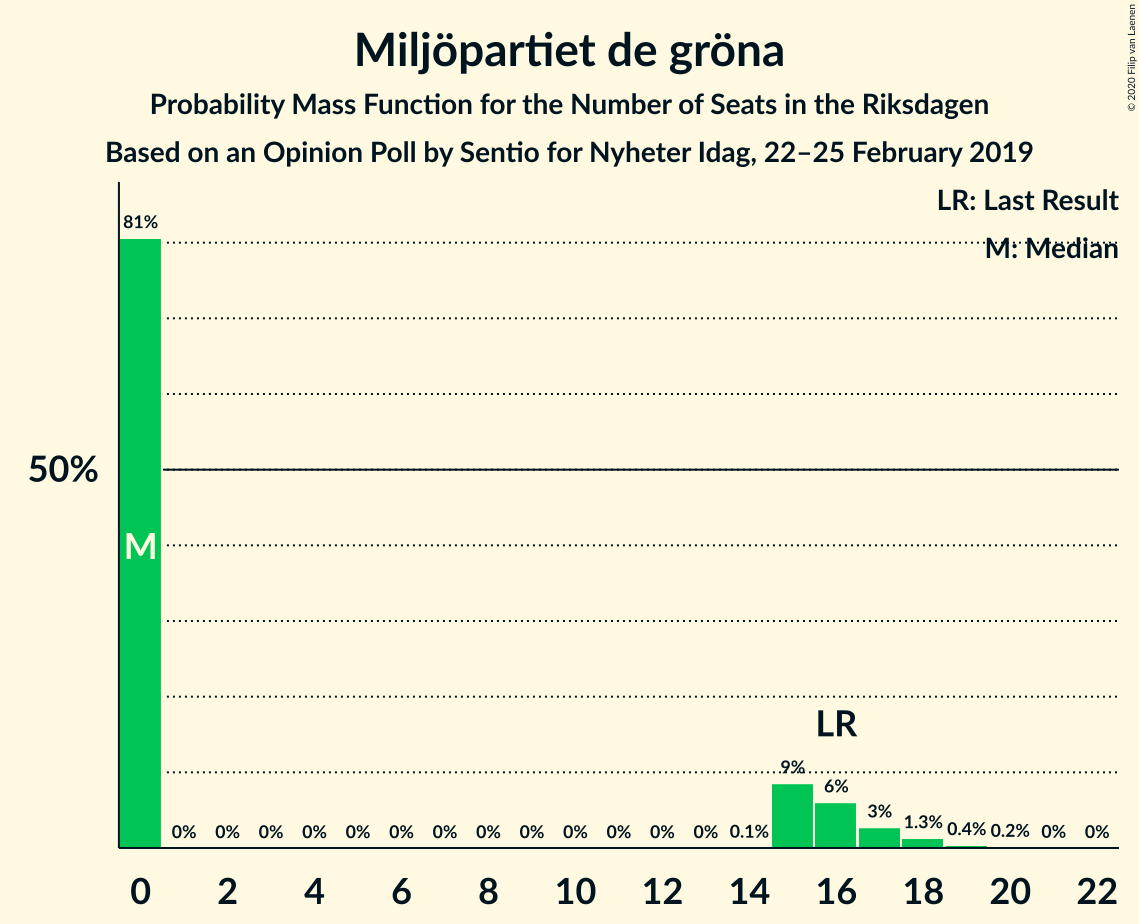 Miljöpartiet de gröna
Probability Mass Function for the Number of Seats in the Riksdagen
Based on an Opinion Poll by Sentio for Nyheter Idag, 22–25 February 2019
© 2020 Filip van Laenen
LR: Last Result
M: Median
81%
50%
M
LR
9%
6%
3%
0% 0% 0% 0% 0% 0% 0% 0% 0% 0% 0% 0% 0% 0.1% 1.3% 0.4% 0.2% 0% 0%
0 2 4 6 8 10 12 14 16 18 20 22